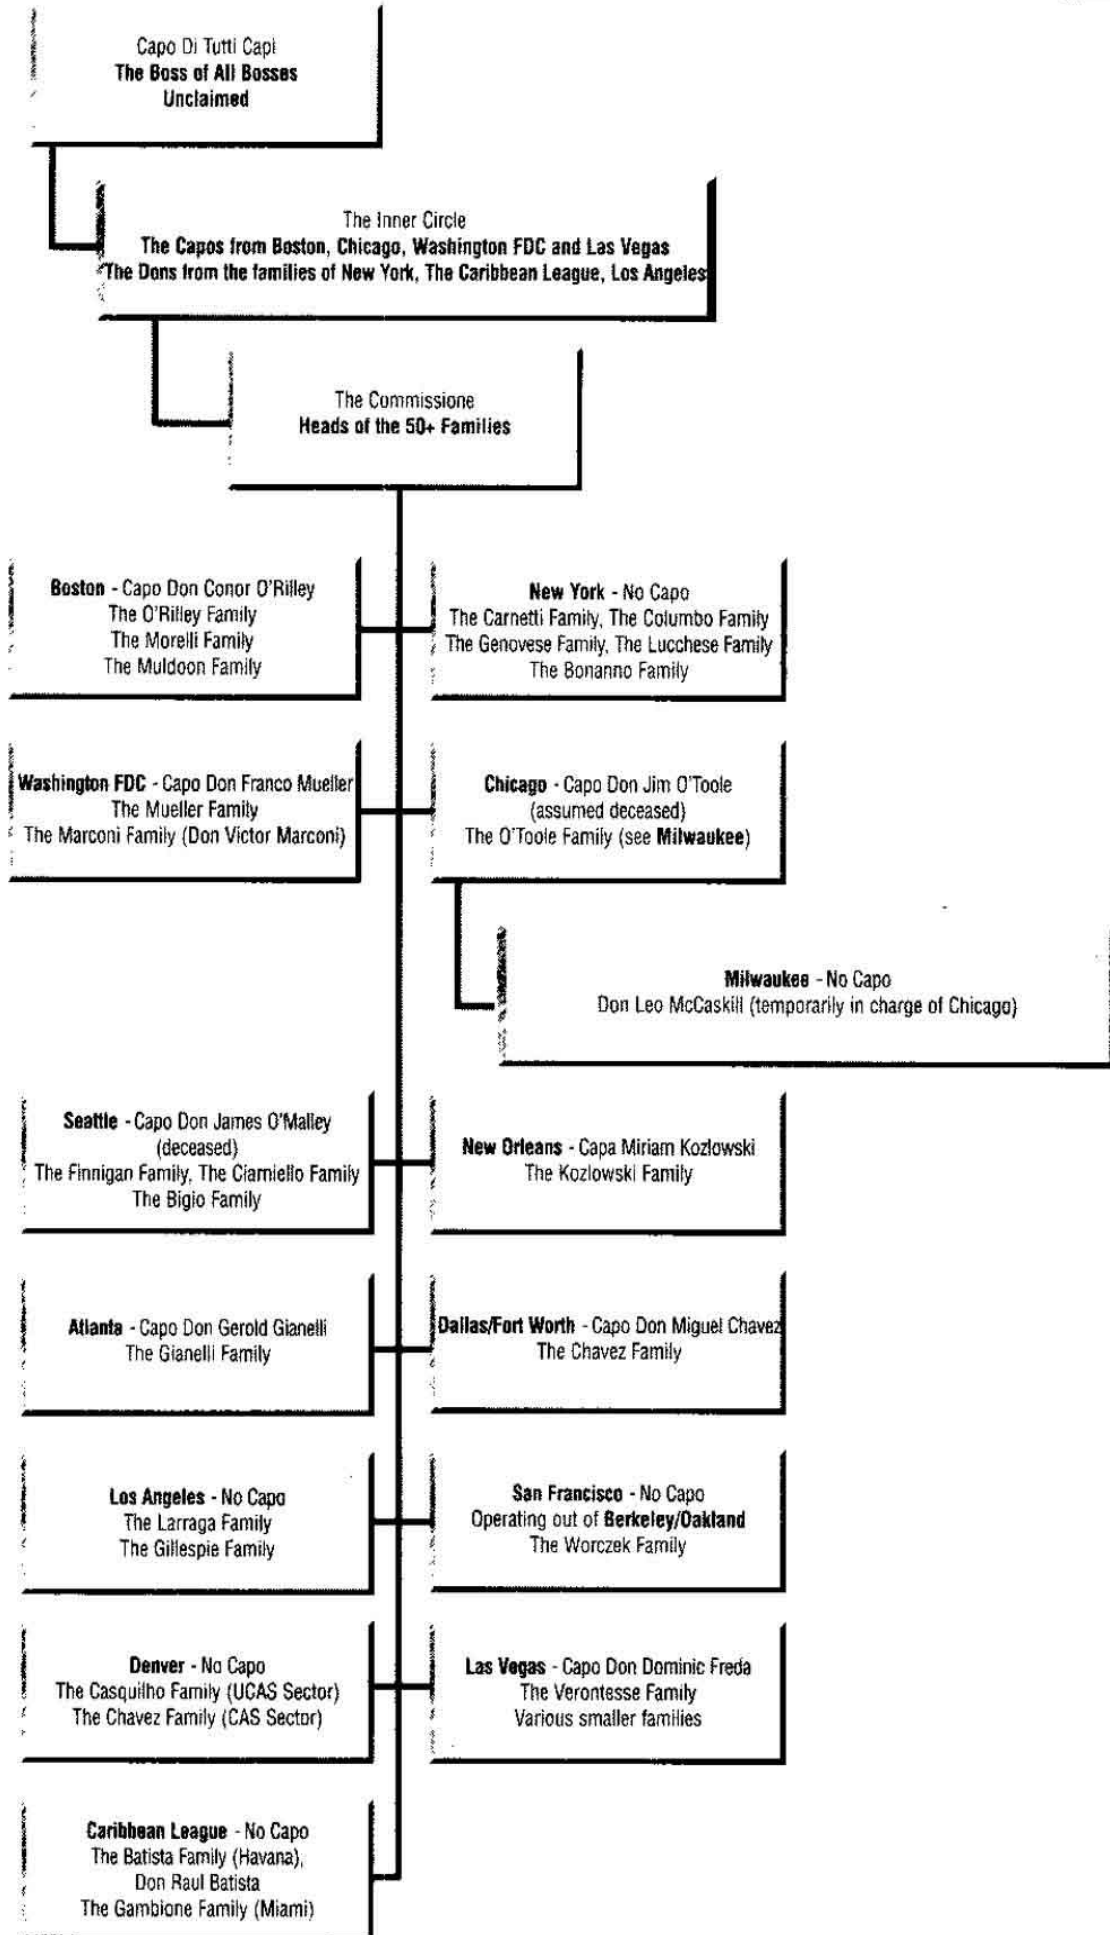 Capo Di Tutti Capi
The Boss of All Bosses
Unclaimed
The Inner Circle
The Capos from Boston, Chicago, Washington FDC and Las Vegas
The Dons from the families of New York, The Caribbean League, Los Angeles
The Commissione
Heads of the 50+ Families
Boston - Capo Don Conor O'Rilley
The O'Rilley Family
The Morelli Family
The Muldoon Family
New York - No Capo
The Carnetti Family, The Columbo Family
The Genovese Family, The Lucchese Family
The Bonanno Family
Washington FDC - Capo Don Franco Mueller
The Mueller Family
The Marconi Family (Don Victor Marconi)
Chicago - Capo Don Jim O'Toole
(assumed deceased)
The O'Toole Family (see Milwaukee)
Milwaukee - No Capo
Don Leo McCaskill (temporarily in charge of Chicago)
Seattle - Capo Don James O'Malley
(deceased)
The Finnigan Family, The Ciarniello Family
The Bigio Family
New Orleans - Capa Miriam Kozlowski
The Kozlowski Family
Atlanta - Capo Don Gerold Gianelli
The Gianelli Family
Dallas/Fort Worth - Capo Don Miguel Chavez
The Chavez Family
Los Angeles - No Capo
The Larraga Family
The Gillespie Family
San Francisco - No Capo
Operating out of Berkeley/Oakland
The Worczek Family
Denver - No Capo
The Casquilho Family (UCAS Sector)
The Chavez Family (CAS Sector)
Las Vegas - Capo Don Dominic Freda
The Verontesse Family
Various smaller families
Caribbean League - No Capo
The Batista Family (Havana),
Don Raul Batista
The Gambione Family (Miami)